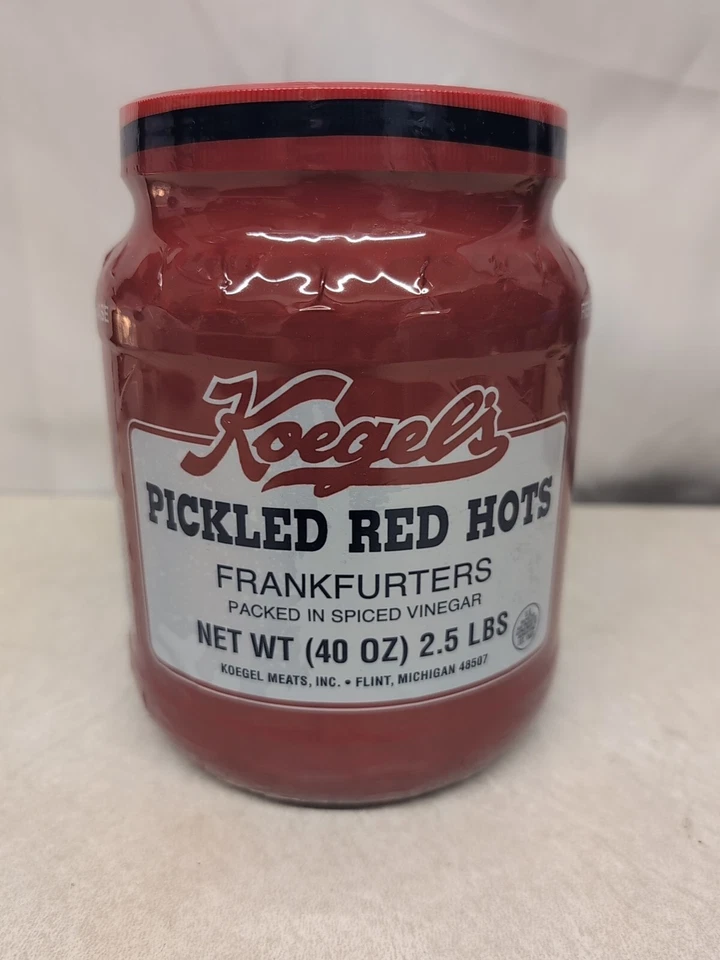 Koegel's
PICKLED RED HOTS
FRANKFURTERS
PACKED IN SPICED VINEGAR
NET WT (40 OZ) 2.5 LBS
KOEGEL MEATS, INC. • FLINT, MICHIGAN 48507